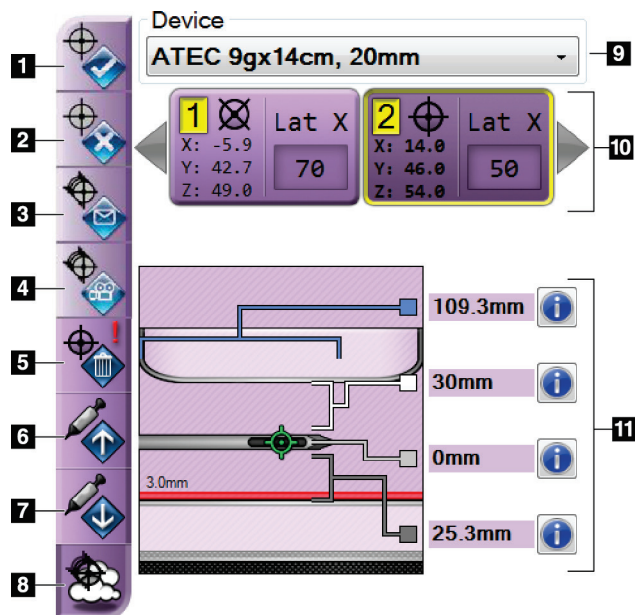 Device
1
ATEC 9gx14cm, 20mm
9
2
1
X: -5.9
Y: 42.7
Z: 49.0
Lat X
70
2
X: 14.0
Y: 46.0
Z: 54.0
Lat X
50
10
3
4
109.3mm
i
5
!
30mm
i
6
0mm
i
11
3.0mm
7
25.3mm
i
8